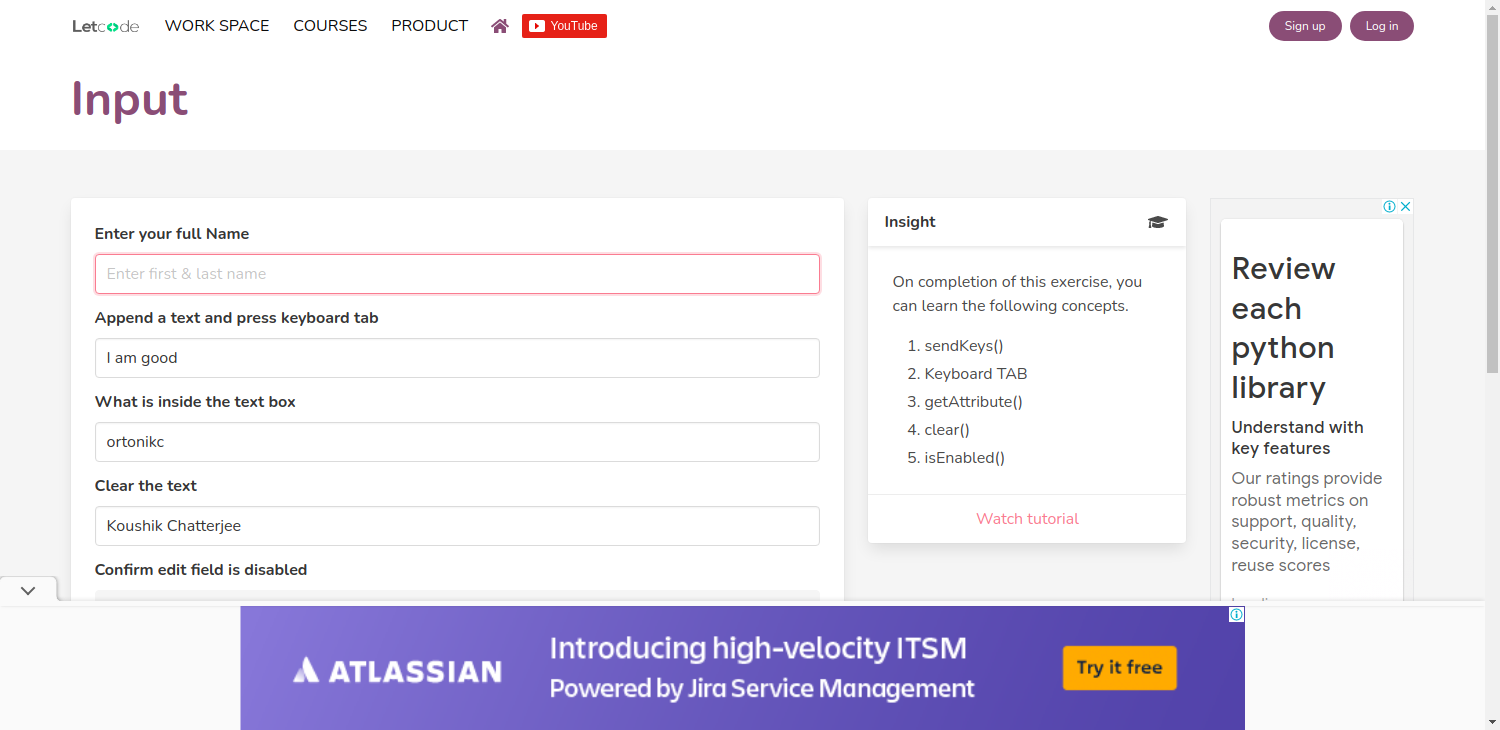 Letcode WORK SPACE COURSES PRODUCT YouTube Sign up Log in
Input
Enter your full Name
Enter first & last name
Append a text and press keyboard tab
I am good
What is inside the text box
ortonikc
Clear the text
Koushik Chatterjee
Confirm edit field is disabled
Insight
On completion of this exercise, you
can learn the following concepts.
1. sendKeys()
2. Keyboard TAB
3. getAttribute()
4. clear()
5. isEnabled()
Watch tutorial
Review
each
python
library
Understand with
key features
Our ratings provide
robust metrics on
support, quality,
security, license,
reuse scores
ATLASSIAN
Introducing high-velocity ITSM
Powered by Jira Service Management
Try it free